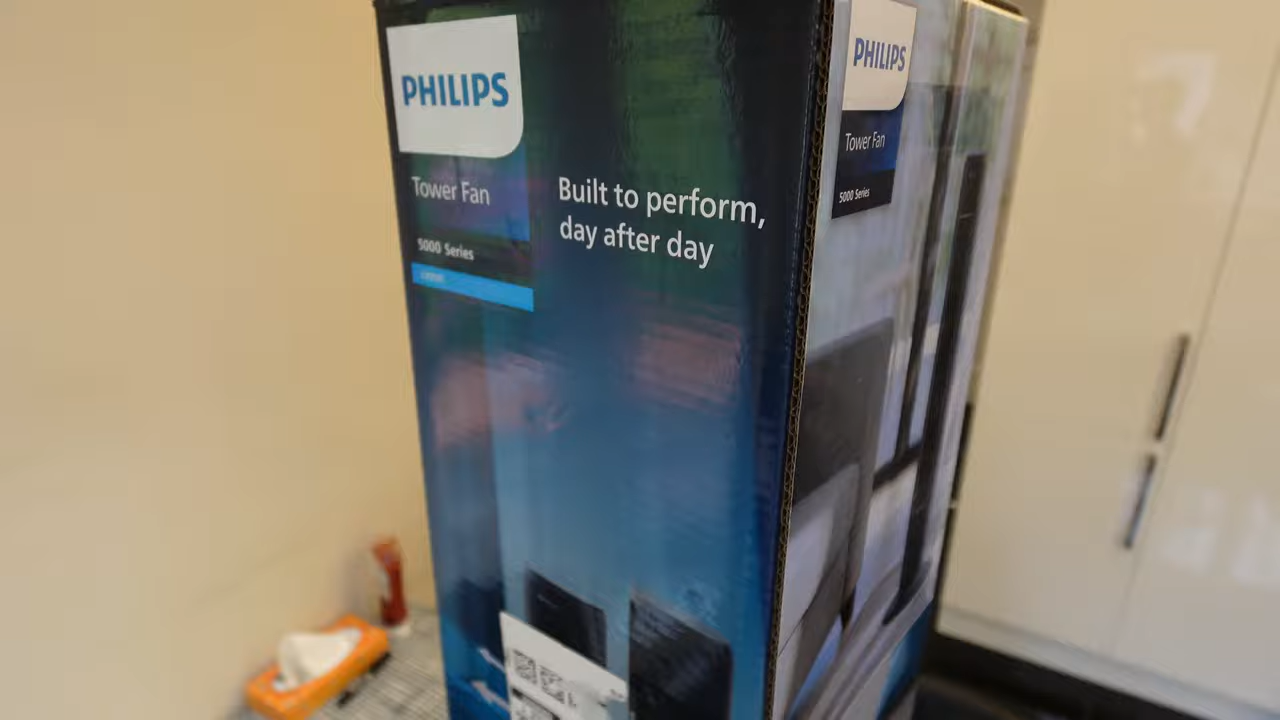 PHILIPS
Tower Fan
5000 Series
Built to perform,
day after day
PHILIPS
Tower Fan
5000 Series